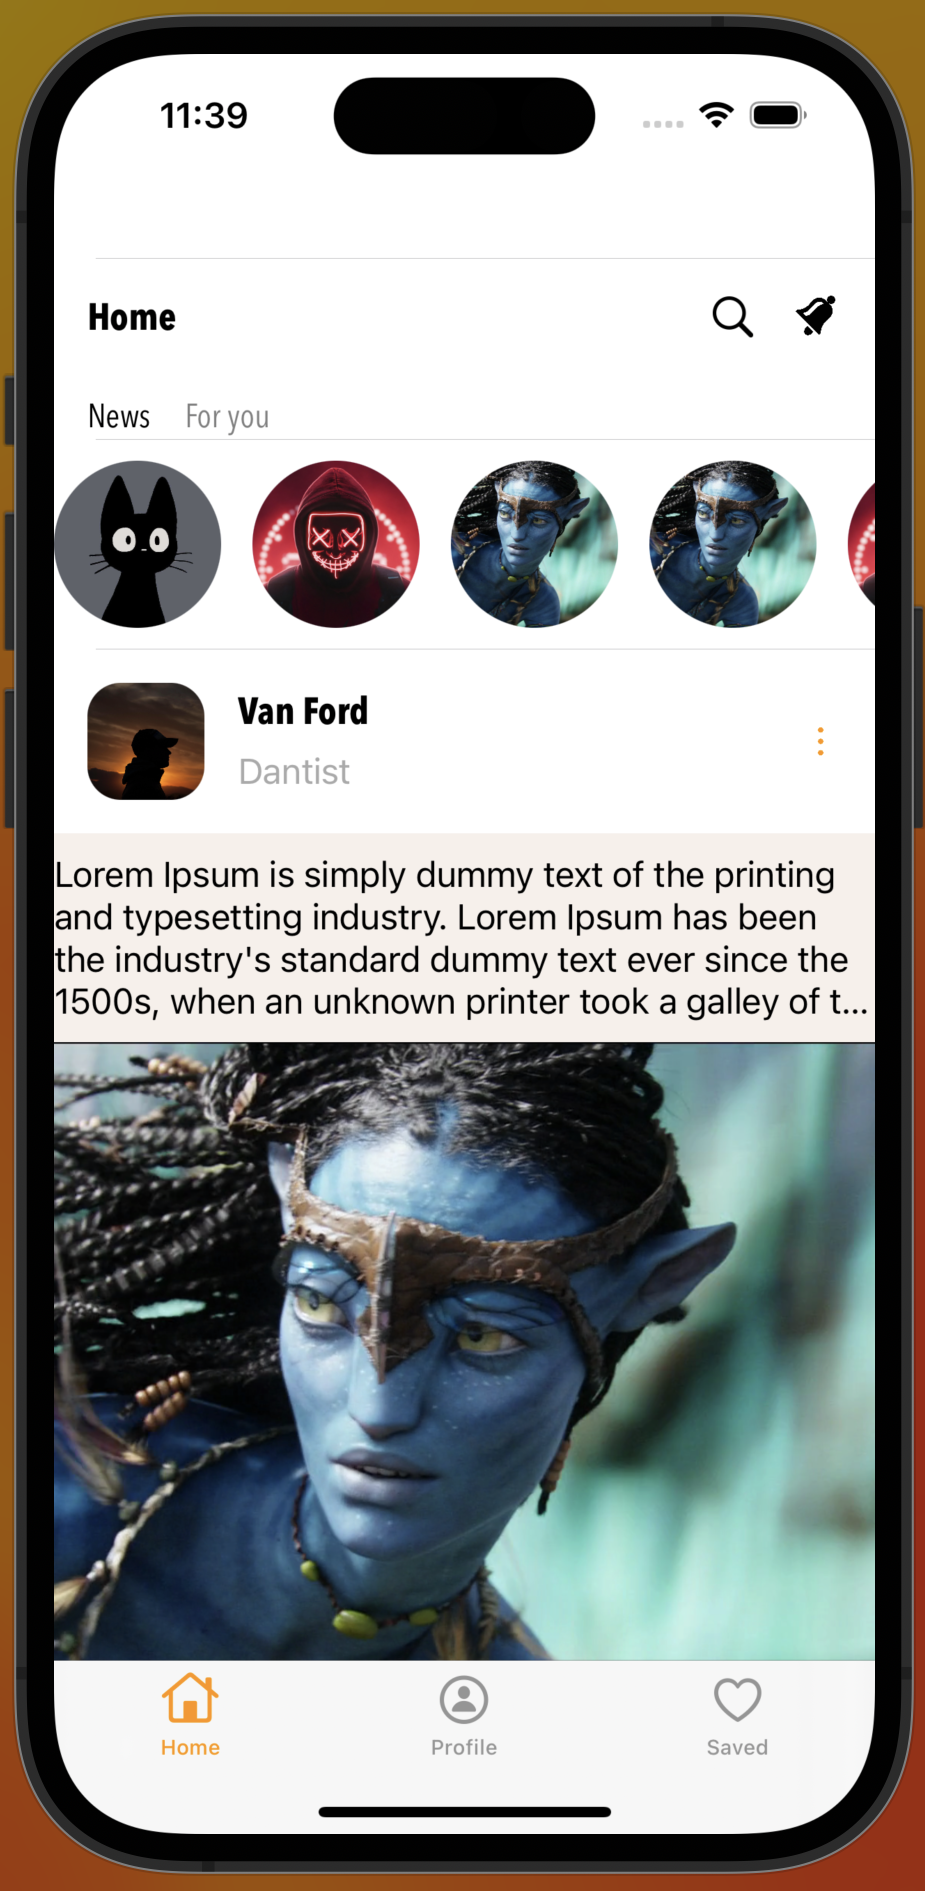 11:39
Home
News For you
Van Ford
Dantist
Lorem Ipsum is simply dummy text of the printing
and typesetting industry. Lorem Ipsum has been
the industry's standard dummy text ever since the
1500s, when an unknown printer took a galley of t...
Home Profile Saved